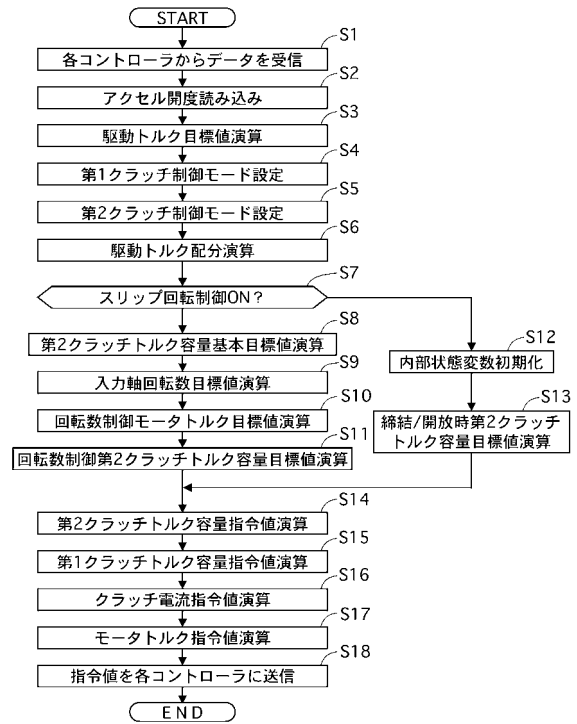 START
S1
各コントローラからデータを受信
S2
アクセル開度読み込み
S3
駆動トルク目標値演算
S4
第1クラッチ制御モード設定
S5
第2クラッチ制御モード設定
S6
駆動トルク配分演算
S7
スリップ回転制御ON?
S8
第2クラッチトルク容量基本目標値演算
S9
入力軸回転数目標値演算
S10
回転数制御モータトルク目標値演算
S11
回転数制御第2クラッチトルク容量目標値演算
S12
内部状態変数初期化
S13
締結/開放時第2クラッチ
トルク容量目標値演算
S14
第2クラッチトルク容量指令値演算
S15
第1クラッチトルク容量指令値演算
S16
クラッチ電流指令値演算
S17
モータトルク指令値演算
S18
指令値を各コントローラに送信
END